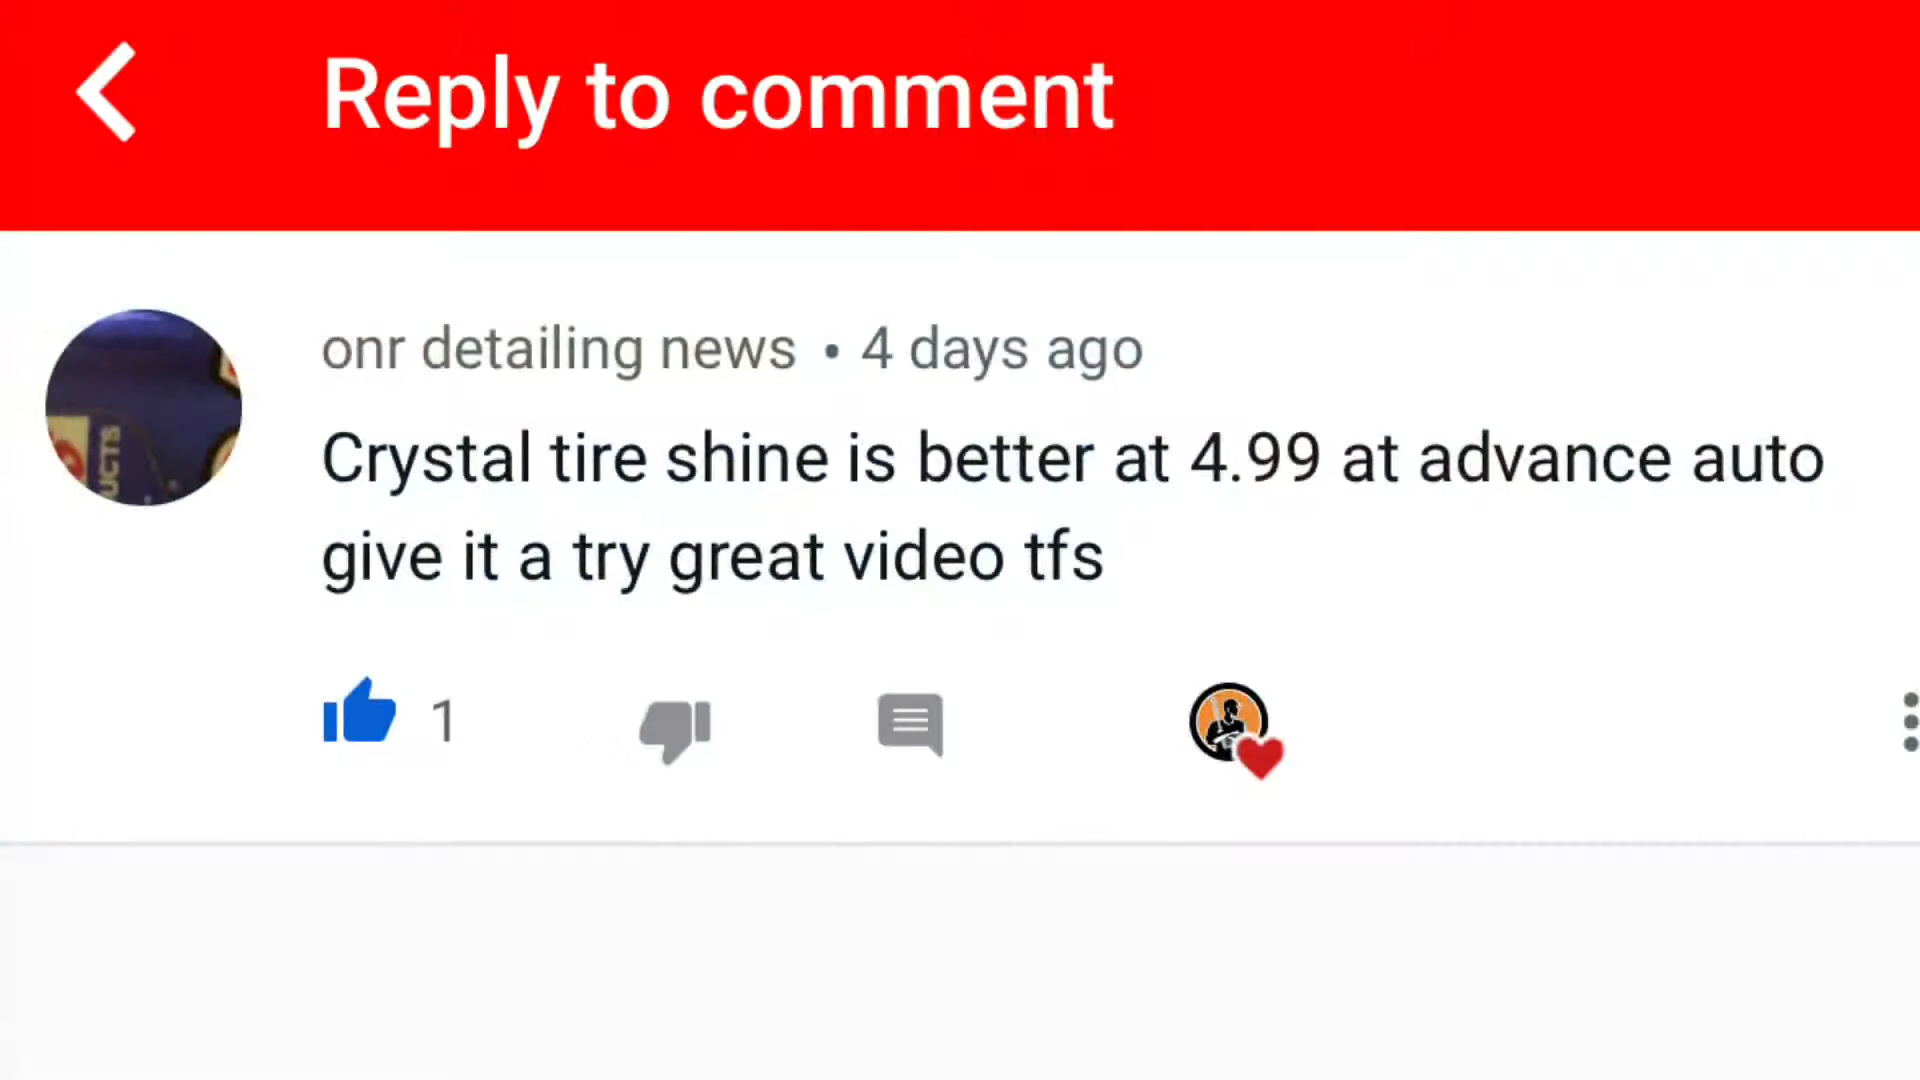 Reply to comment
onr detailing news • 4 days ago
Crystal tire shine is better at 4.99 at advance auto
give it a try great video tfs
1
UCTS